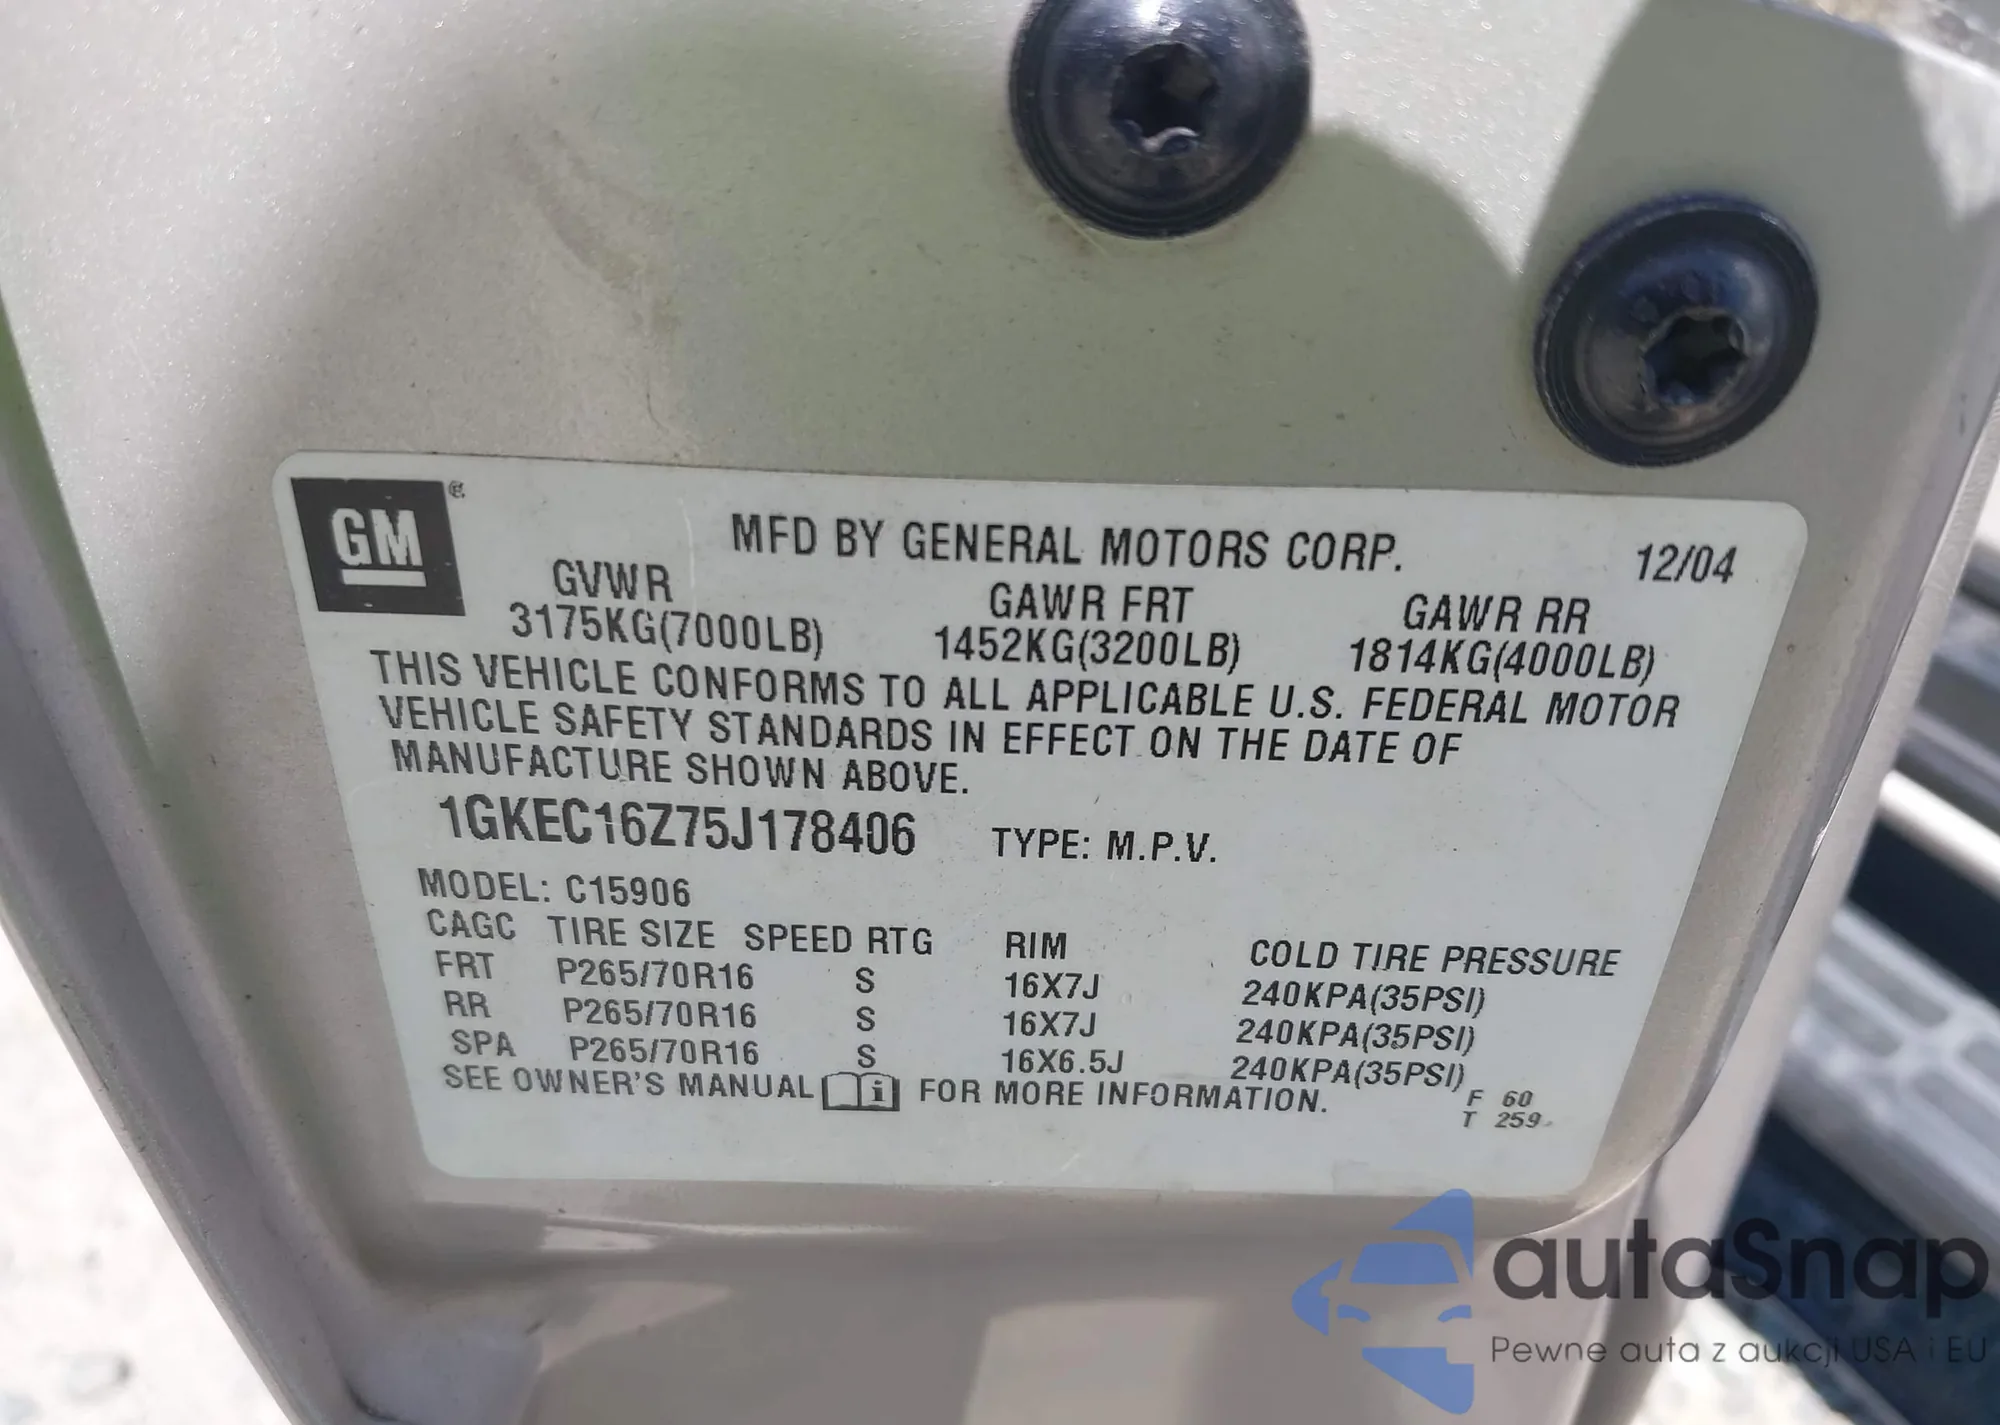 GM ®
MFD BY GENERAL MOTORS CORP. 12/04
GVWR GAWR FRT GAWR RR
3175KG(7000LB) 1452KG(3200LB) 1814KG(4000LB)
THIS VEHICLE CONFORMS TO ALL APPLICABLE U.S. FEDERAL MOTOR
VEHICLE SAFETY STANDARDS IN EFFECT ON THE DATE OF
MANUFACTURE SHOWN ABOVE.
1GKEC16Z75J178406 TYPE: M.P.V.
MODEL: C15906
CAGC TIRE SIZE SPEED RTG RIM COLD TIRE PRESSURE
FRT P265/70R16 S 16X7J 240KPA(35PSI)
RR P265/70R16 S 16X7J 240KPA(35PSI)
SPA P265/70R16 S 16X6.5J 240KPA(35PSI)
SEE OWNER'S MANUAL i FOR MORE INFORMATION.
F 60
T 259
autaSnap
Pewne auta z aukcji USA i EU